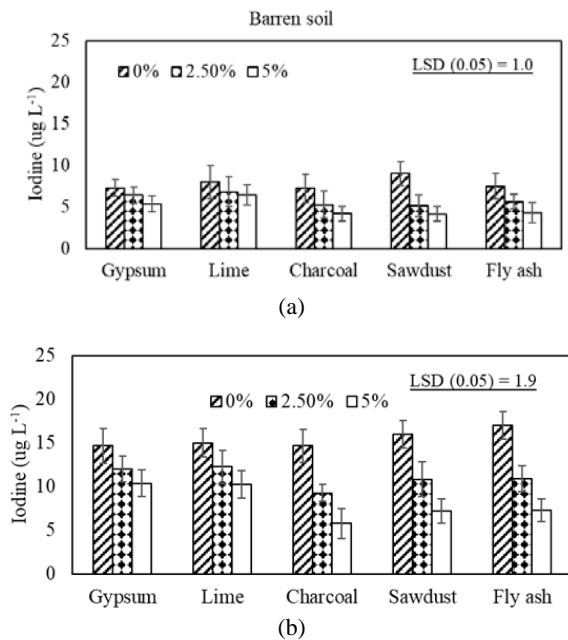 Barren soil
25
20
15
10
5
0
Iodine (ug L-1)
0% 2.50% 5%
LSD (0.05) = 1.0
Gypsum Lime Charcoal Sawdust Fly ash
(a)
25
20
15
10
5
0
Iodine (ug L-1)
LSD (0.05) = 1.9
0% 2.50% 5%
Gypsum Lime Charcoal Sawdust Fly ash
(b)